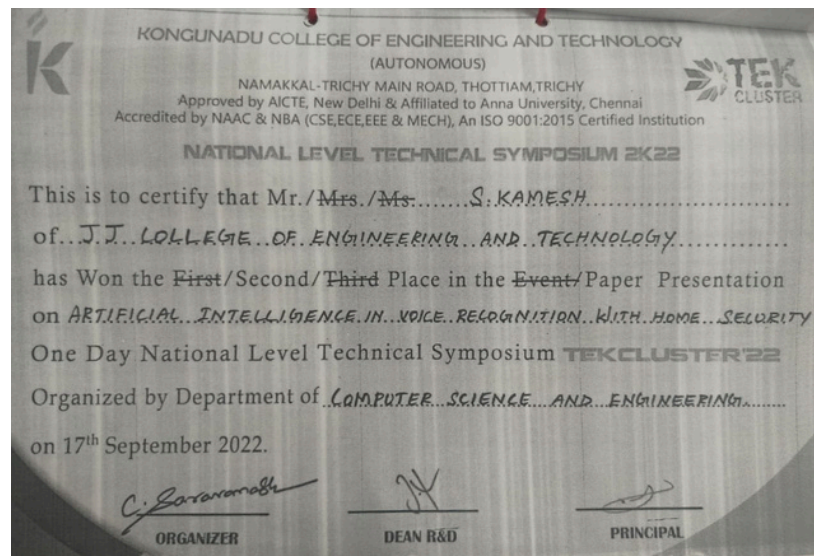 KONGUNADU COLLEGE OF ENGINEERING AND TECHNOLOGY
(AUTONOMOUS)
NAMAKKAL-TRICHY MAIN ROAD, THOTTIAM,TRICHY
Approved by AICTE, New Delhi & Affiliated to Anna University, Chennai
Accredited by NAAC & NBA (CSE,ECE,EEE & MECH), An ISO 9001:2015 Certified Institution
K
TEK
CLUSTER
NATIONAL LEVEL TECHNICAL SYMPOSIUM 2K22
This is to certify that Mr./Mrs./Ms........S.KAMESH..............................
of...J.J..COLLEGE..OF..ENGINEERING...AND...TECHNOLOGY................
has Won the First/Second/Third Place in the Event/Paper Presentation
on ARTIFICIAL...INTELLIGENCE.IN..VOICE..RECOGNITION..WITH..HOME...SECURITY
One Day National Level Technical Symposium TEKCLUSTER'22
Organized by Department of COMPUTER...SCIENCE...AND...ENGINEERING........
on 17th September 2022.
C. Saravanash
ORGANIZER
DEAN R&D
PRINCIPAL